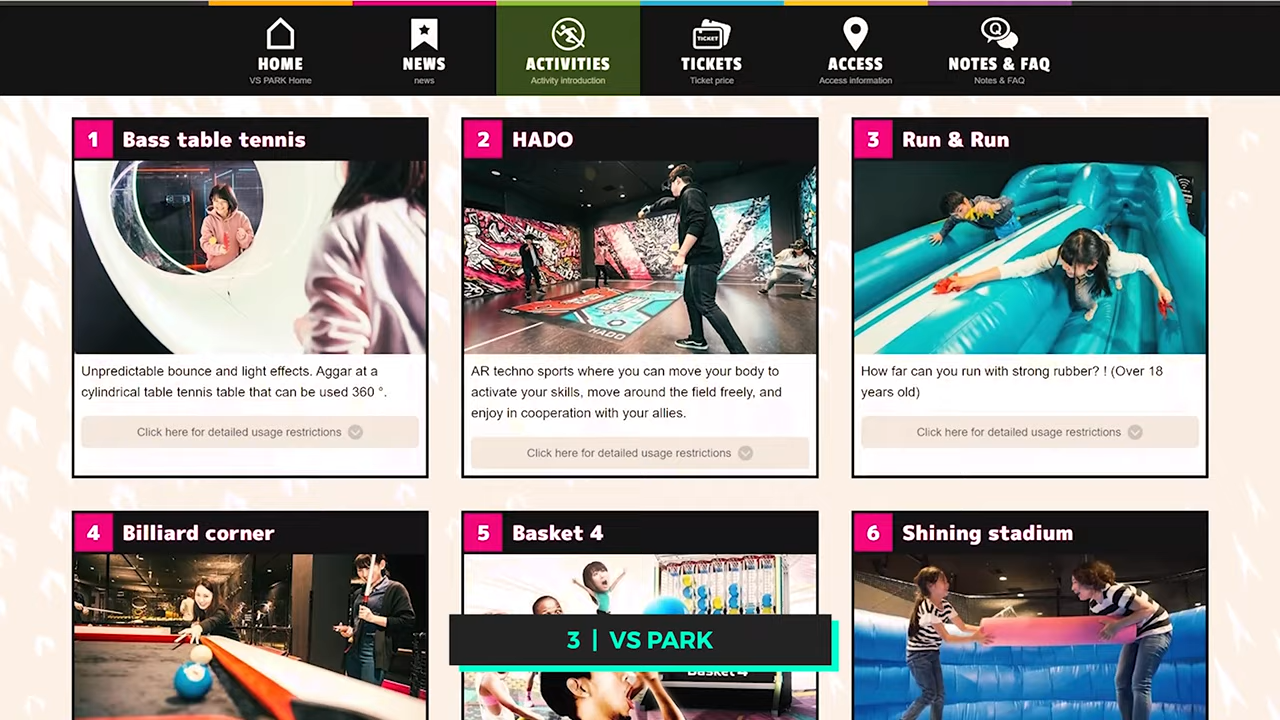 HOME
VS PARK Home
NEWS
news
ACTIVITIES
Activity introduction
TICKET
TICKETS
Ticket price
ACCESS
Access information
Q
NOTES & FAQ
Notes & FAQ
1 Bass table tennis
Unpredictable bounce and light effects. Aggar at a
cylindrical table tennis table that can be used 360 °.
Click here for detailed usage restrictions
2 HADO
HADO
AR techno sports where you can move your body to
activate your skills, move around the field freely, and
enjoy in cooperation with your allies.
Click here for detailed usage restrictions
3 Run & Run
How far can you run with strong rubber? ! (Over 18
years old)
Click here for detailed usage restrictions
4 Billiard corner
5 Basket 4
Basket 4
6 Shining stadium
3 | VS PARK